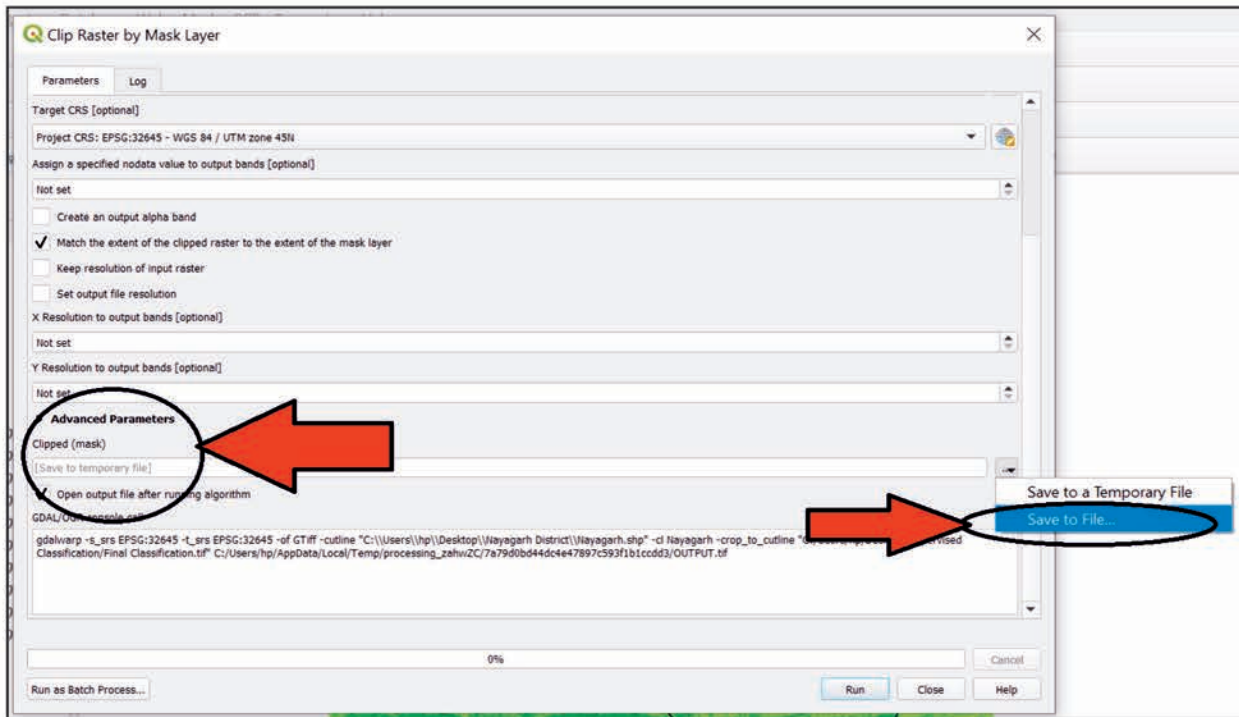 Clip Raster by Mask Layer
Parameters
Log
Target CRS [optional]
Project CRS: EPSG:32645 - WGS 84 / UTM zone 45N
Assign a specified nodata value to output bands [optional]
Not set
Create an output alpha band
Match the extent of the clipped raster to the extent of the mask layer
Keep resolution of input raster
Set output file resolution
X Resolution to output bands [optional]
Not set
Y Resolution to output bands [optional]
Not set
Advanced Parameters
Clipped (mask)
[Save to temporary file]
Open output file after running algorithm
Save to a Temporary File
Save to File...
GDAL/OGR console call
gdalwarp -s_srs EPSG:32645 -t_srs EPSG:32645 -of GTiff -cutline "C:\\Users\\hp\\Desktop\\Nayagarh District\\Nayagarh.shp" -cl Nayagarh -crop_to_cutline
Classification/Final Classification.tif" C:/Users/hp/AppData/Local/Temp/processing_zahwZC/7a79d0bd44dc4e47897c593f1b1ccdd3/OUTPUT.tif
0%
Cancel
Run as Batch Process...
Run
Close
Help